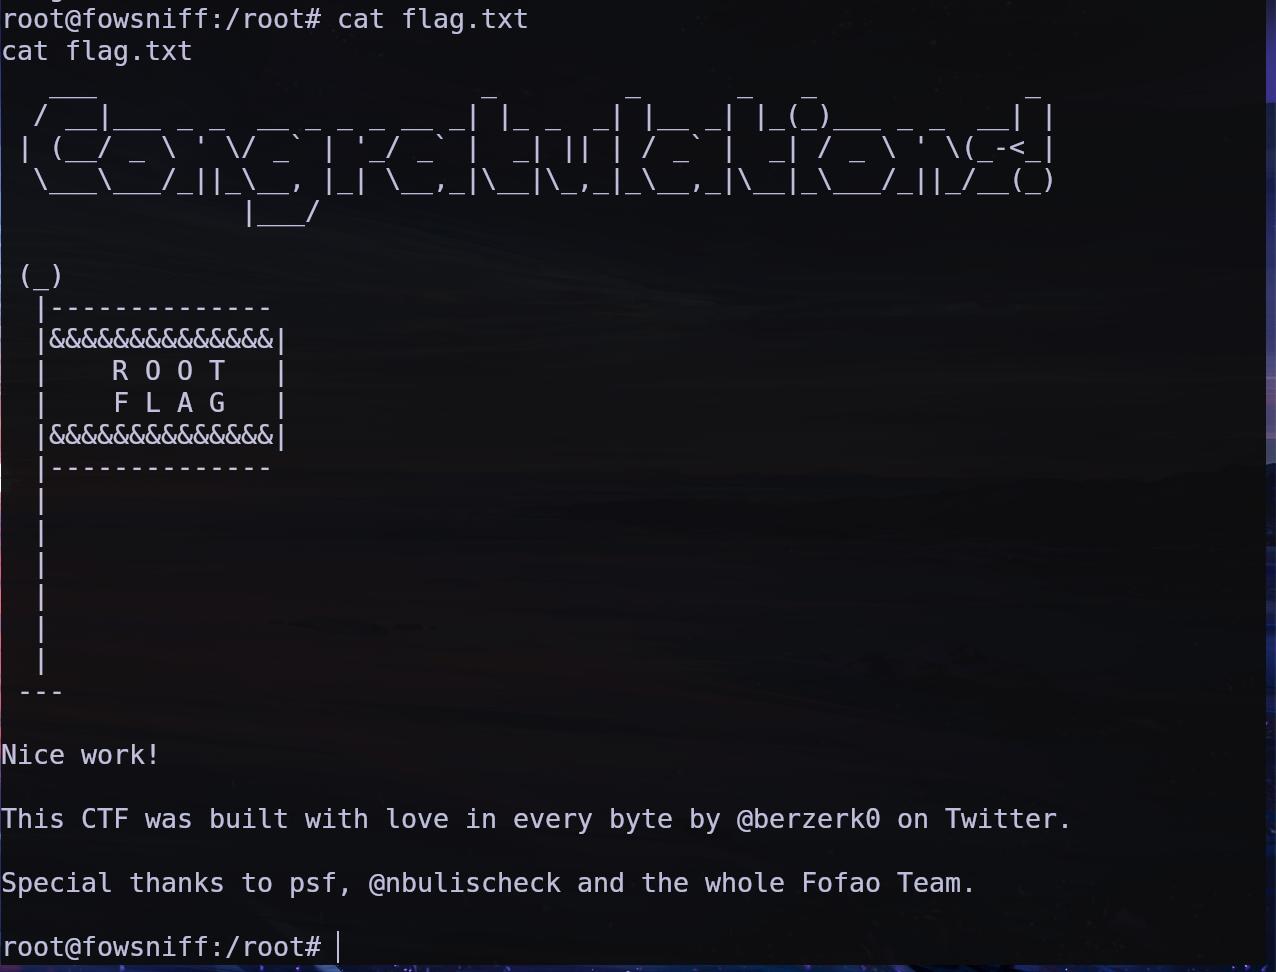 root@fowsniff:/root# cat flag.txt
cat flag.txt
   ___                        _        _      _   _             _
  / __|___ _ _  __ _ _ _ __ _| |_ _  _| |__ _| |_(_)___ _ _  __| |
 | (__/ _ \ ' \/ _` | '_/ _` |  _| || | / _` |  _| / _ \ ' \(_-<_|
  \___\___/_||_\__, |_| \__,_|\__|\_,_|_\__,_|\__|_\___/_||_/__(_)
               |___/
 (_)
  |--------------
  |&&&&&&&&&&&&&&|
  |    R O O T   |
  |    F L A G   |
  |&&&&&&&&&&&&&&|
  |--------------
  |
  |
  |
  |
  |
  |
 ---
Nice work!
This CTF was built with love in every byte by @berzerk0 on Twitter.
Special thanks to psf, @nbulischeck and the whole Fofao Team.
root@fowsniff:/root#